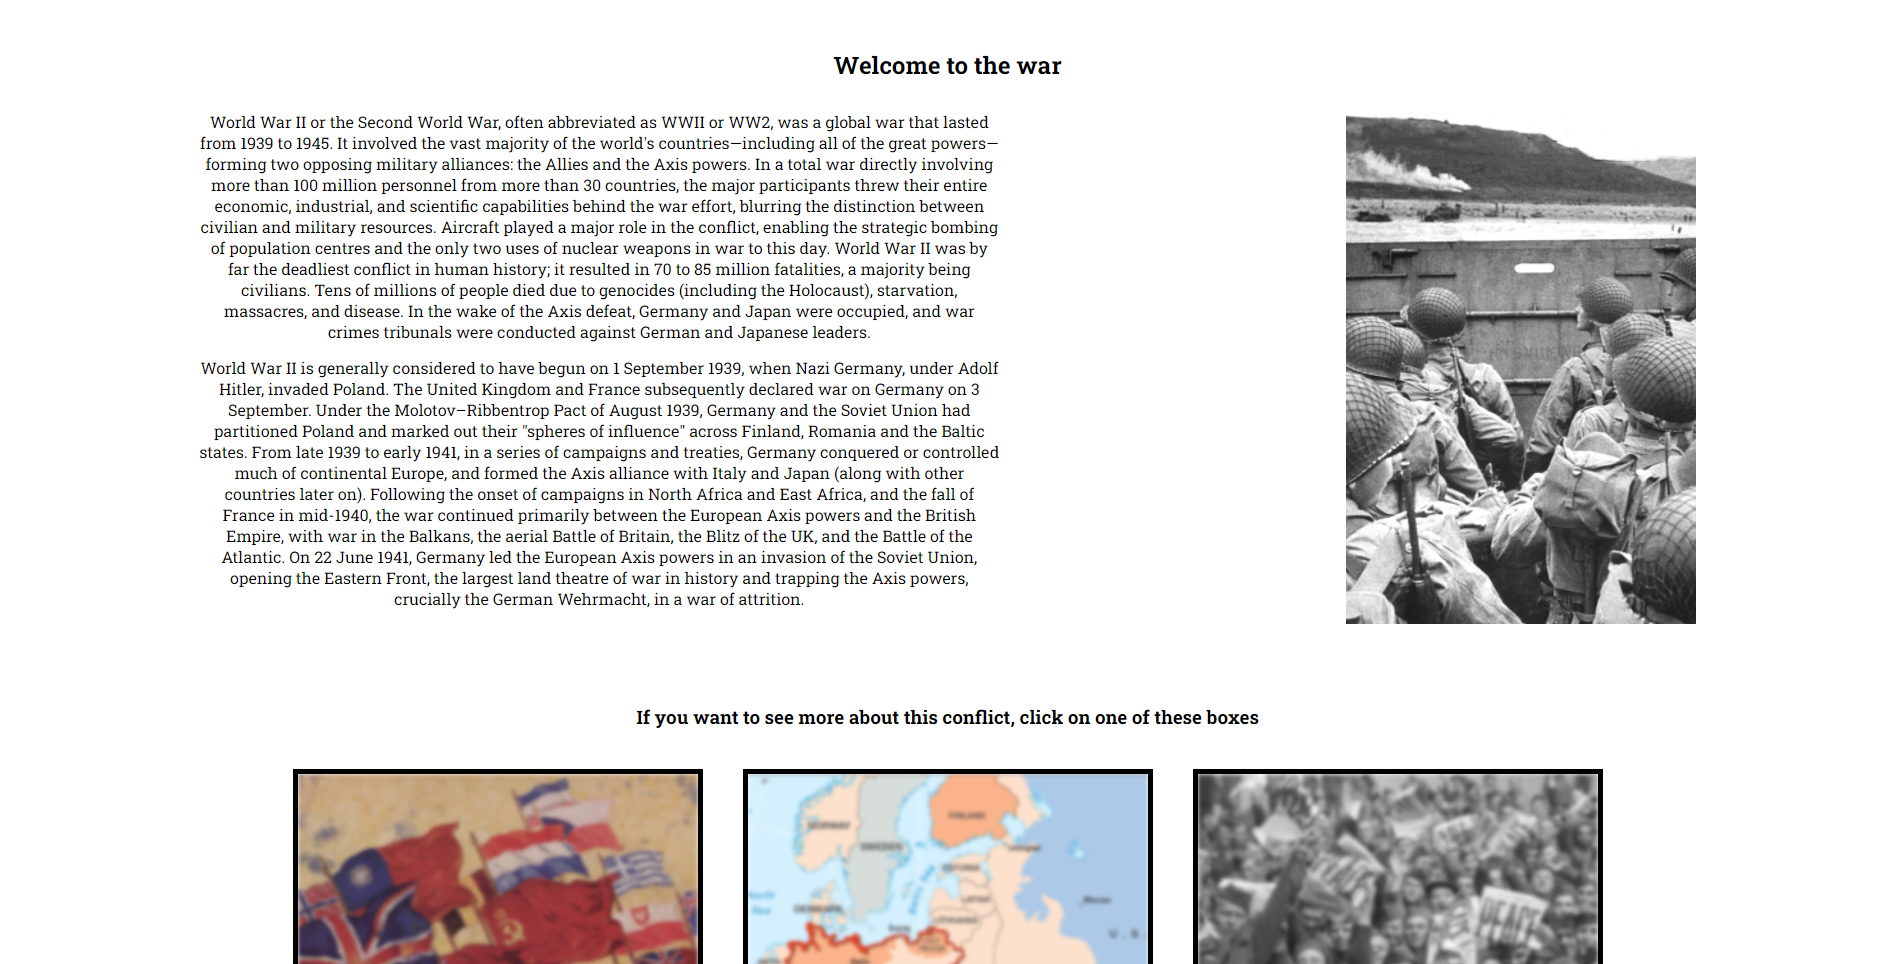 Welcome to the war
World War II or the Second World War, often abbreviated as WWII or WW2, was a global war that lasted
from 1939 to 1945. It involved the vast majority of the world's countries—including all of the great powers—
forming two opposing military alliances: the Allies and the Axis powers. In a total war directly involving
more than 100 million personnel from more than 30 countries, the major participants threw their entire
economic, industrial, and scientific capabilities behind the war effort, blurring the distinction between
civilian and military resources. Aircraft played a major role in the conflict, enabling the strategic bombing
of population centres and the only two uses of nuclear weapons in war to this day. World War II was by
far the deadliest conflict in human history; it resulted in 70 to 85 million fatalities, a majority being
civilians. Tens of millions of people died due to genocides (including the Holocaust), starvation,
massacres, and disease. In the wake of the Axis defeat, Germany and Japan were occupied, and war
crimes tribunals were conducted against German and Japanese leaders.
World War II is generally considered to have begun on 1 September 1939, when Nazi Germany, under Adolf
Hitler, invaded Poland. The United Kingdom and France subsequently declared war on Germany on 3
September. Under the Molotov–Ribbentrop Pact of August 1939, Germany and the Soviet Union had
partitioned Poland and marked out their "spheres of influence" across Finland, Romania and the Baltic
states. From late 1939 to early 1941, in a series of campaigns and treaties, Germany conquered or controlled
much of continental Europe, and formed the Axis alliance with Italy and Japan (along with other
countries later on). Following the onset of campaigns in North Africa and East Africa, and the fall of
France in mid-1940, the war continued primarily between the European Axis powers and the British
Empire, with war in the Balkans, the aerial Battle of Britain, the Blitz of the UK, and the Battle of the
Atlantic. On 22 June 1941, Germany led the European Axis powers in an invasion of the Soviet Union,
opening the Eastern Front, the largest land theatre of war in history and trapping the Axis powers,
crucially the German Wehrmacht, in a war of attrition.
If you want to see more about this conflict, click on one of these boxes
NORWAY
FINLAND
SWEDEN
North
Sea
DENMARK
PEACE